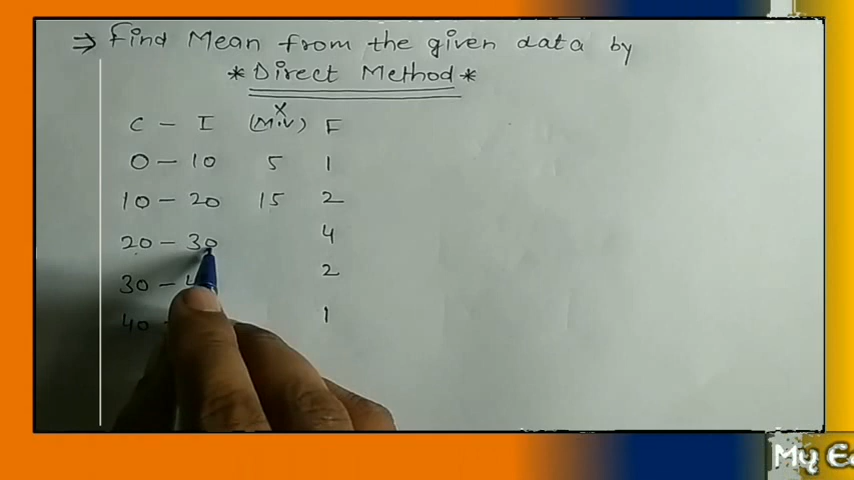 ⇒ Find Mean from the given data by
* Direct Method *
X
C - I (M.V) F
0 - 10 5 1
10 - 20 15 2
20 - 30 4
30 - 2
40 - 1
My